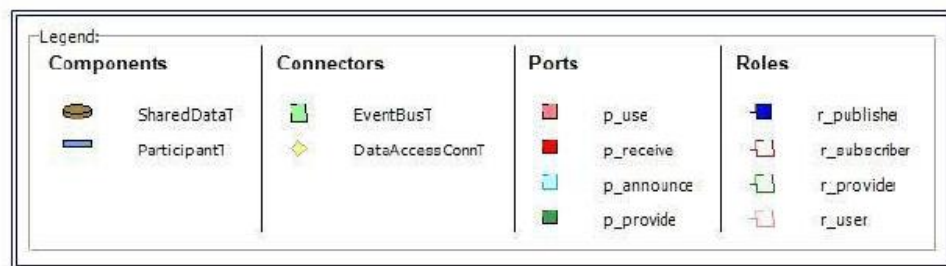 Legend:
Components
SharedDataT
ParticipantT
Connectors
EventBusT
DataAccessConnT
Ports
p_use
p_receive
p_announce
p_provide
Roles
r_publishe
r_subscriber
r_provider
r_user